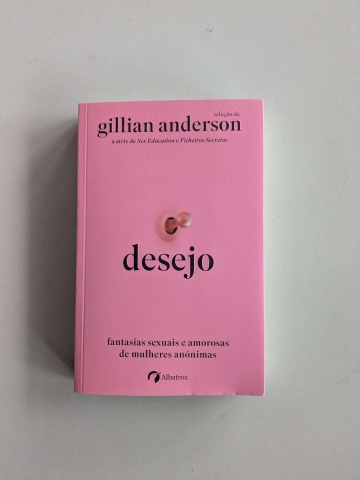 seleção de
gillian anderson
a atriz de Sex Education e Ficheiros Secretos
desejo
fantasias sexuais e amorosas
de mulheres anónimas
Albatroz